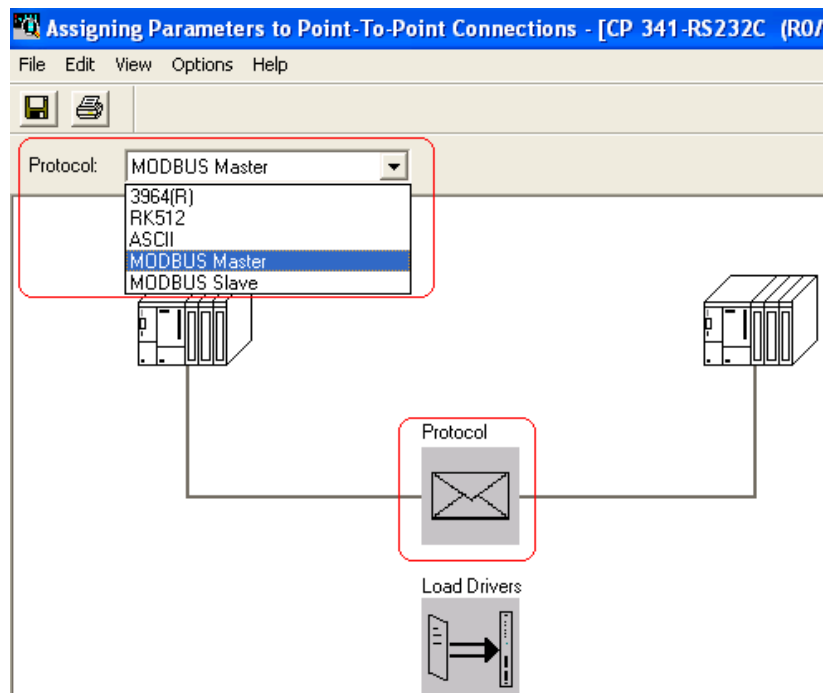 Assigning Parameters to Point-To-Point Connections - [CP 341-RS232C (R0/
File Edit View Options Help
Protocol: MODBUS Master
3964(R)
RK512
ASCII
MODBUS Master
MODBUS Slave
Protocol
Load Drivers